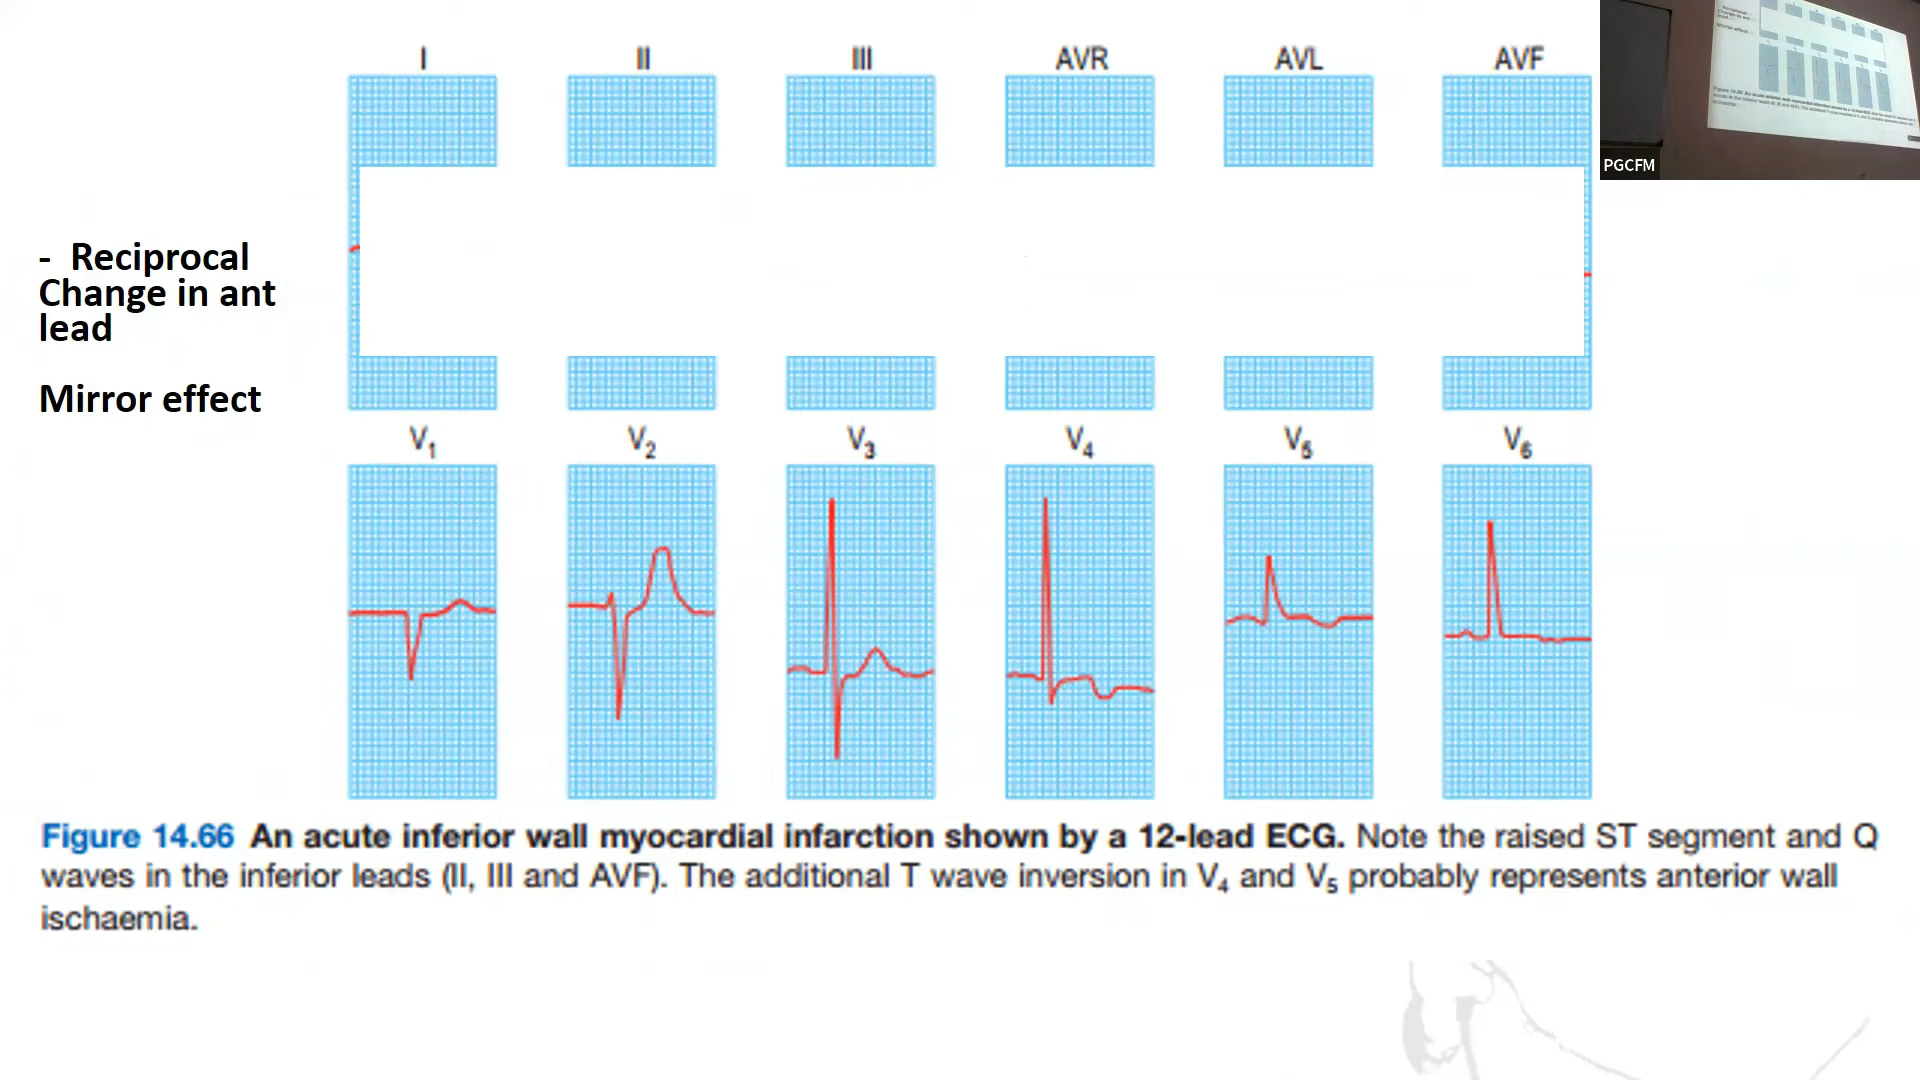 I II III AVR AVL AVF
PGCFM
- Reciprocal
Change in ant
lead
Mirror effect
V1 V2 V3 V4 V5 V6
Figure 14.66 An acute inferior wall myocardial infarction shown by a 12-lead ECG. Note the raised ST segment and Q
waves in the inferior leads (II, III and AVF). The additional T wave inversion in V4 and V5 probably represents anterior wall
ischaemia.